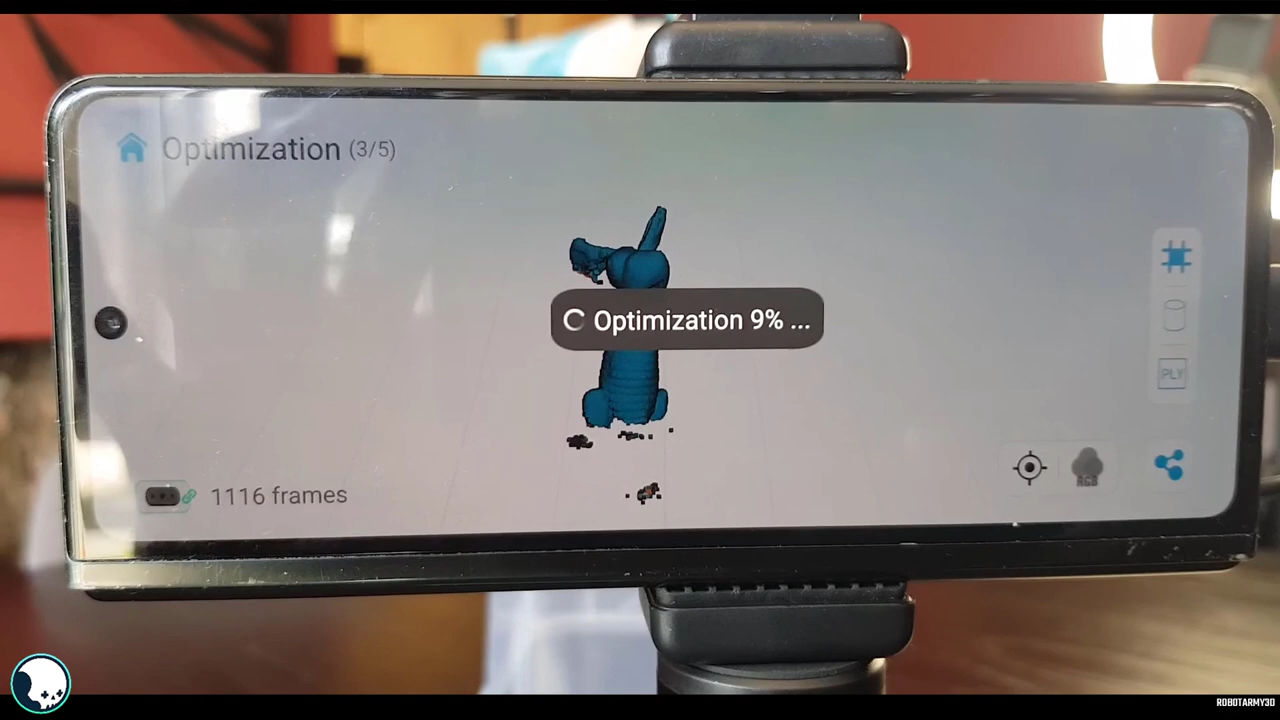 Optimization (3/5)
Optimization 9% ...
PLY
RGB
1116 frames
ROBOTARMY3D